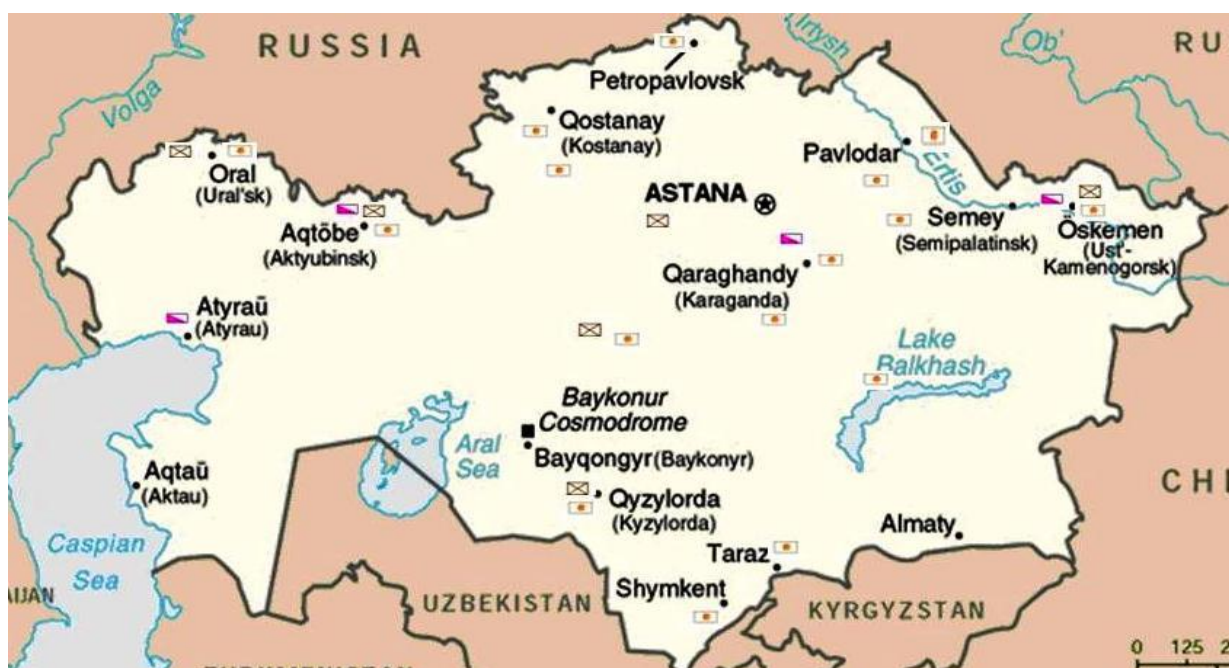 RUSSIA
Irtysh
Ob'
RU
Petropavlovsk
Volga
Qostanay
(Kostanay)
Pavlodar
Ertis
Oral
(Ural'sk)
ASTANA
Semey
(Semipalatinsk)
Öskemen
(Ust'-
Kamenogorsk)
Aqtöbe
(Aktyubinsk)
Qaraghandy
(Karaganda)
Atyraū
(Atyrau)
Lake
Balkhash
Baykonur
Cosmodrome
Aral
Sea
Bayqongyr (Baykonyr)
Aqtaū
(Aktau)
Qyzylorda
(Kyzylorda)
CHI
Almaty
Caspian
Sea
Taraz
Shymkent
AIJAN
UZBEKISTAN
KYRGYZSTAN
0 125 2